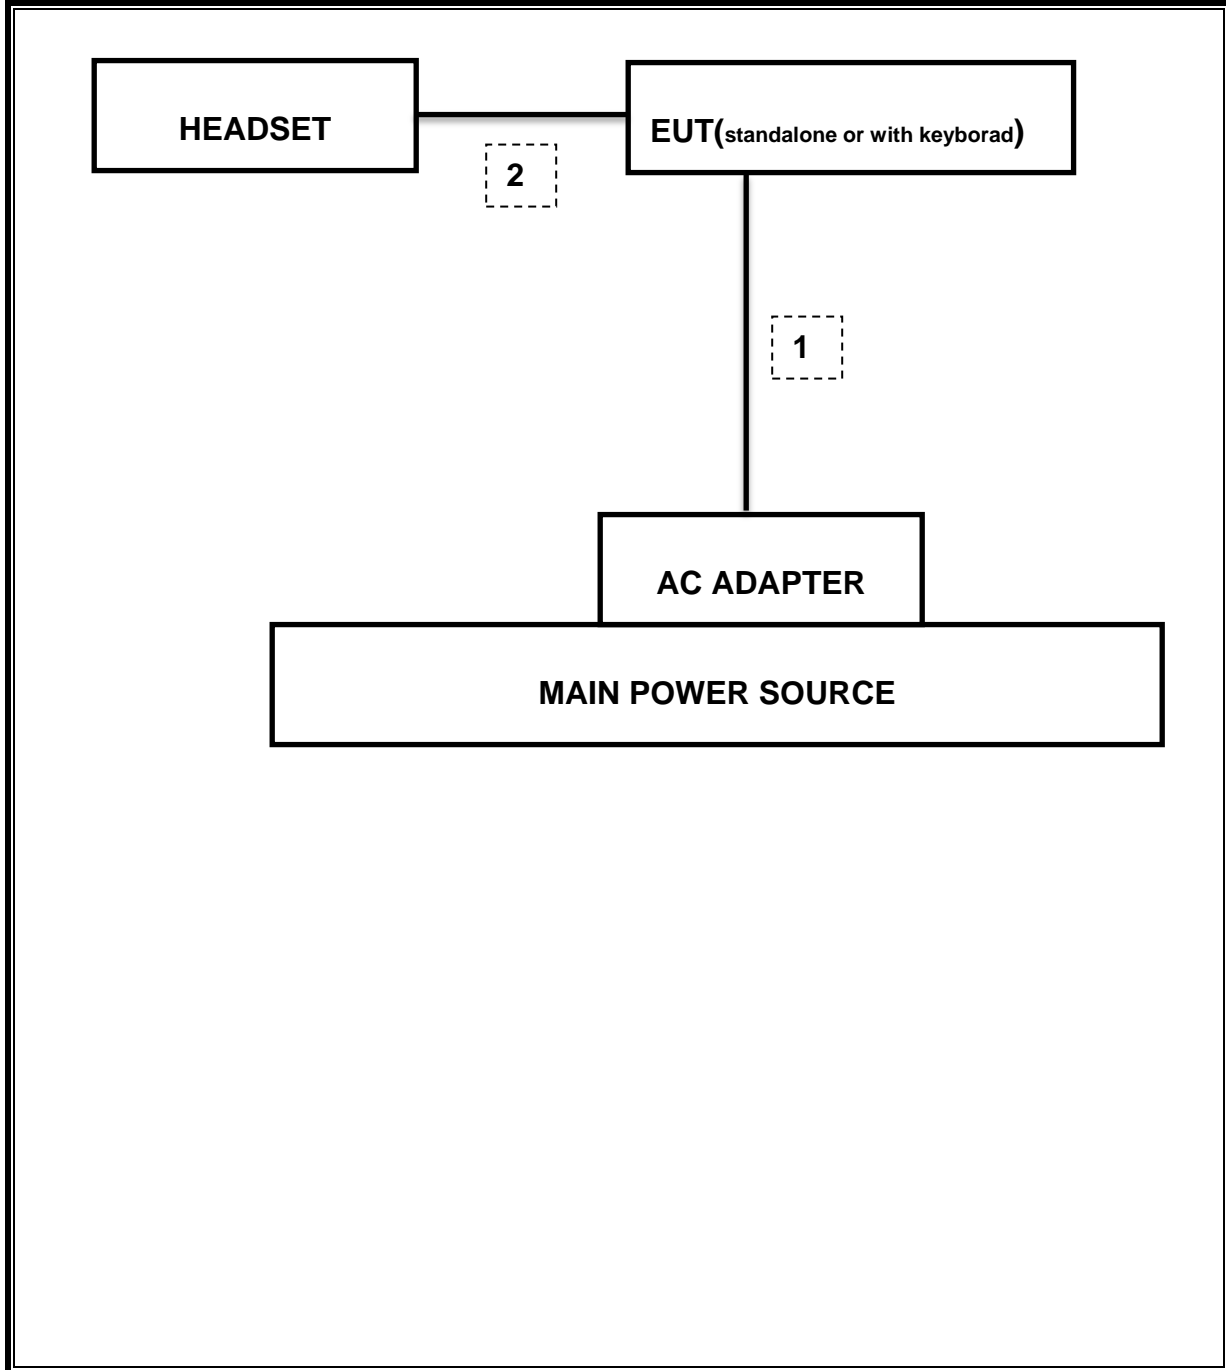 HEADSET
EUT(standalone or with keyborad)
2
1
AC ADAPTER
MAIN POWER SOURCE